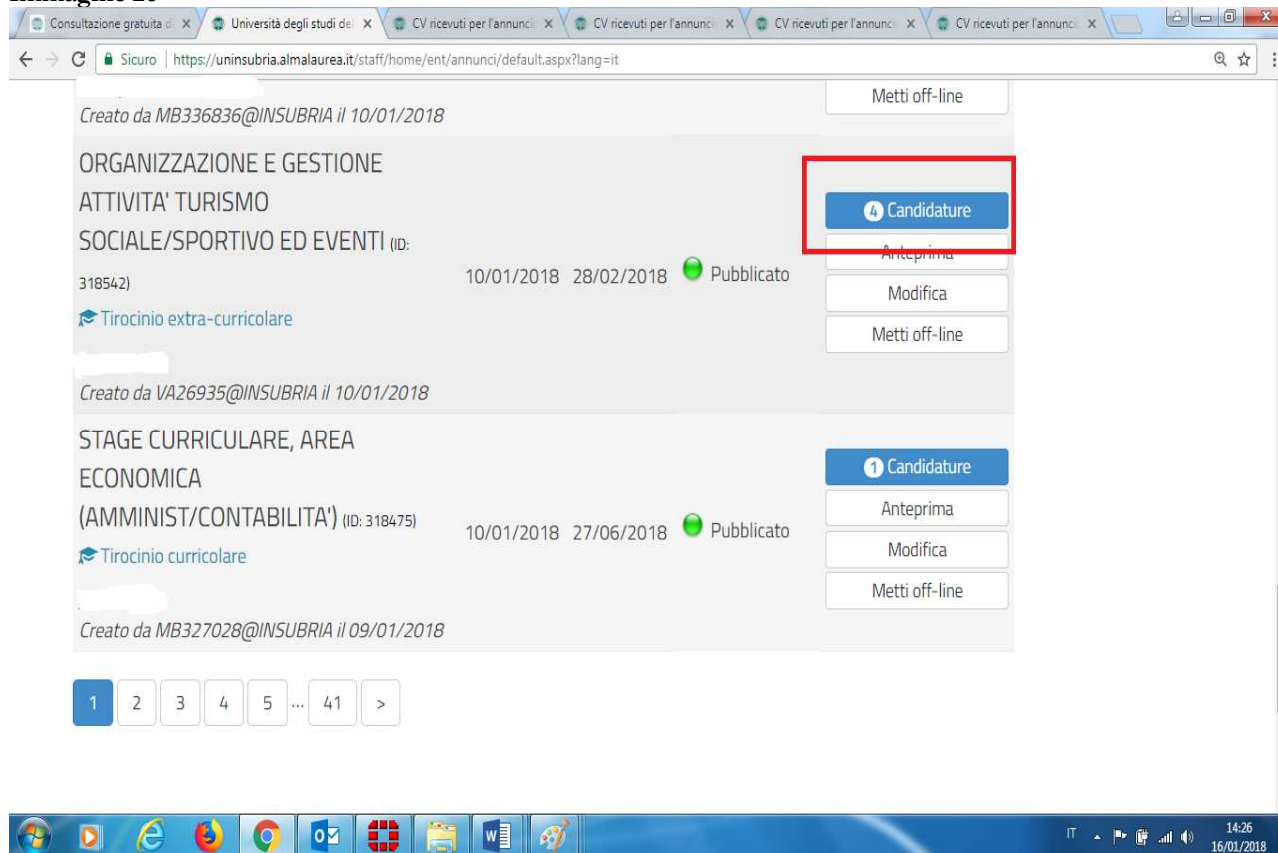 Consultazione gratuita d
Università degli studi del
CV ricevuti per l'annunci
CV ricevuti per l'annunci
CV ricevuti per l'annunci
CV ricevuti per l'annunci
Sicuro | https://uninsubria.almalaurea.it/staff/home/ent/annunci/default.aspx?lang=it
Metti off-line
Creato da MB336836@INSUBRIA il 10/01/2018
ORGANIZZAZIONE E GESTIONE
ATTIVITA' TURISMO
SOCIALE/SPORTIVO ED EVENTI (ID:
318542)
Tirocinio extra-curricolare
10/01/2018 28/02/2018 Pubblicato
4 Candidature
Anteprima
Modifica
Metti off-line
Creato da VA26935@INSUBRIA il 10/01/2018
STAGE CURRICULARE, AREA
ECONOMICA
(AMMINIST/CONTABILITA') (ID: 318475)
Tirocinio curricolare
10/01/2018 27/06/2018 Pubblicato
1 Candidature
Anteprima
Modifica
Metti off-line
Creato da MB327028@INSUBRIA il 09/01/2018
1 2 3 4 5 ... 41 >
IT
14:26
16/01/2018